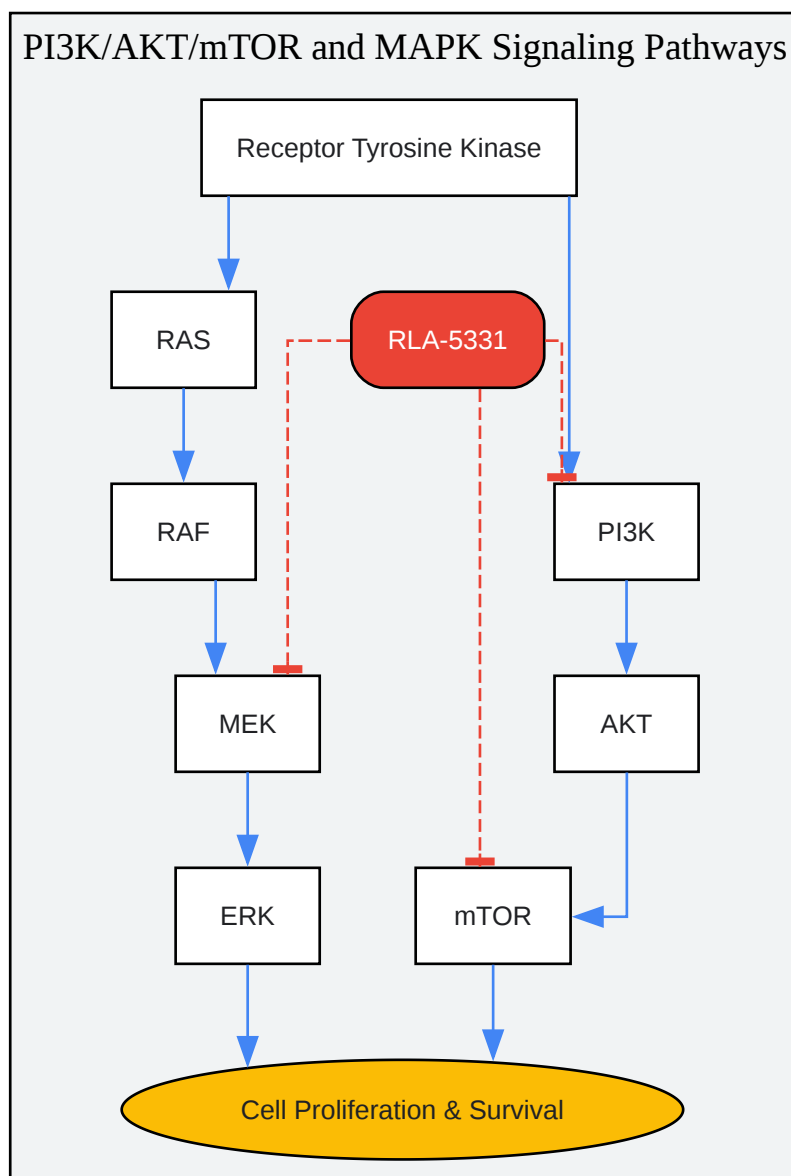 PI3K/AKT/mTOR and MAPK Signaling Pathways
Receptor Tyrosine Kinase
RAS
RLA-5331
RAF
PI3K
MEK
AKT
ERK
mTOR
Cell Proliferation & Survival